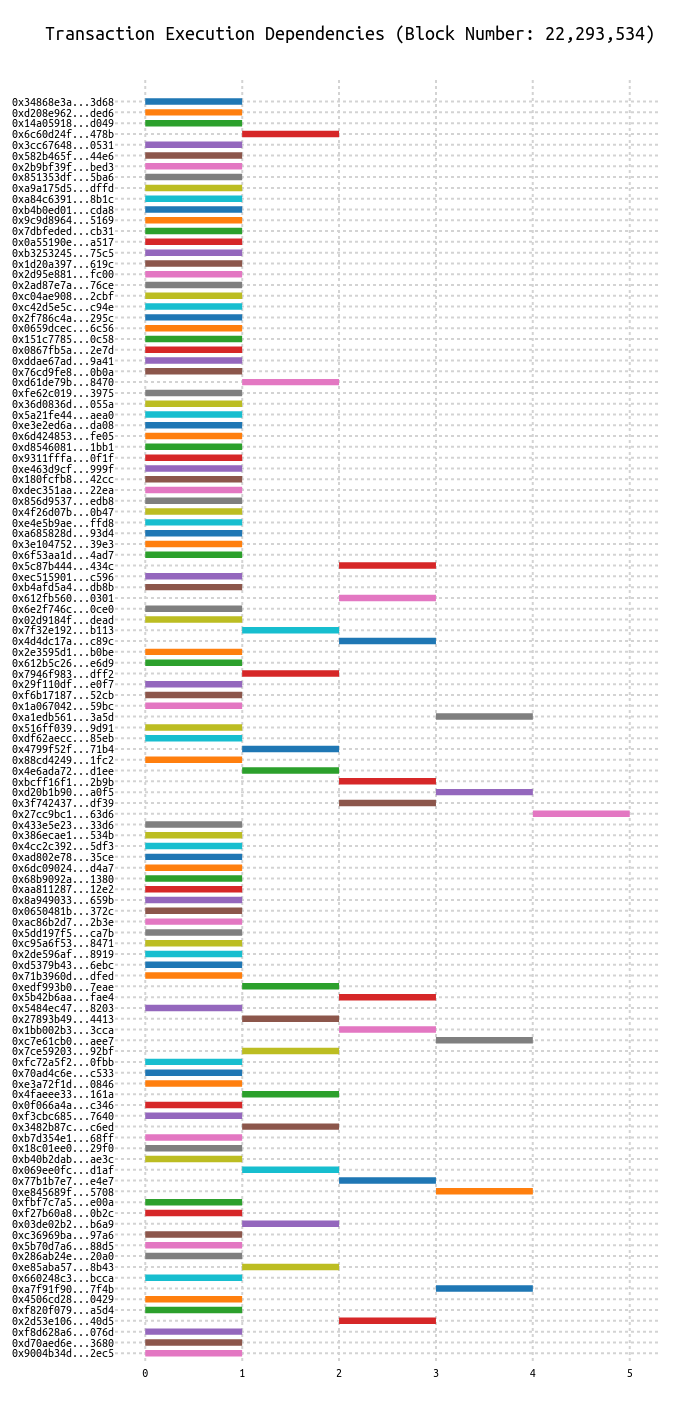 Transaction Execution Dependencies (Block Number: 22,293,534)
0x34868e3a...3d68
0xd208e962...ded6
0x14a05918...d049
0x6c60d24f...478b
0x3cc67648...0531
0x582b465f...44e6
0x2b9bf39f...bed3
0x851353df...5ba6
0xa9a175d5...dffd
0xa84c6391...8b1c
0xb4b0ed01...cda8
0x9c9d8964...5169
0x7dbfeded...cb31
0x0a55190e...a517
0xb3253245...75c5
0x1d20a397...619c
0x2d95e881...fc00
0x2ad87e7a...76ce
0xc04ae908...2cbf
0xc42d5e5c...c94e
0x2f786c4a...295c
0x0659dcec...6c56
0x151c7785...0c58
0x0867fb5a...2e7d
0xddae67ad...9a41
0x76cd9fe8...0b0a
0xd61de79b...8470
0xfe62c019...3975
0x36d0836d...055a
0x5a21fe44...aea0
0xe3e2ed6a...da08
0x6d424853...fe05
0xd8546081...1bb1
0x9311fffa...0f1f
0xe463d9cf...999f
0x180fcfb8...42cc
0xdec351aa...22ea
0x856d9537...edb8
0x4f26d07b...0b47
0xe4e5b9ae...ffd8
0xa685828d...93d4
0x3e104752...39e3
0x6f53aa1d...4ad7
0x5c87b444...434c
0xec515901...c596
0xb4afd5a4...db8b
0x612fb560...0301
0x6e2f746c...0ce0
0x02d9184f...dead
0x7f32e192...b113
0x4d4dc17a...c89c
0x2e3595d1...b0be
0x612b5c26...e6d9
0x7946f983...dff2
0x29f110df...e0f7
0xf6b17187...52cb
0x1a067042...59bc
0xa1edb561...3a5d
0x516ff039...9d91
0xdf62aecc...85eb
0x4799f52f...71b4
0x88cd4249...1fc2
0x4e6ada72...d1ee
0xbcff16f1...2b9b
0xd20b1b90...a0f5
0x3f742437...df39
0x27cc9bc1...63d6
0x433e5e23...33d6
0x386ecae1...534b
0x4cc2c392...5df3
0xad802e78...35ce
0x6dc09024...d4a7
0x68b9092a...1380
0xaa811287...12e2
0x8a949033...659b
0x0650481b...372c
0xac86b2d7...2b3e
0x5dd197f5...ca7b
0xc95a6f53...8471
0x2de596af...8919
0xd5379b43...6ebc
0x71b3960d...dfed
0xedf993b0...7eae
0x5b42b6aa...fae4
0x5484ec47...8203
0x27893b49...4413
0x1bb002b3...3cca
0xc7e61cb0...aee7
0x7ce59203...92bf
0xfc72a5f2...0fbb
0x70ad4c6e...c533
0xe3a72f1d...0846
0x4faeee33...161a
0x0f066a4a...c346
0xf3cbc685...7640
0x3482b87c...c6ed
0xb7d354e1...68ff
0x18c01ee0...29f0
0xb40b2dab...ae3c
0x069ee0fc...d1af
0x77b1b7e7...e4e7
0xe845689f...5708
0xfbf7c7a5...e00a
0xf27b60a8...0b2c
0x03de02b2...b6a9
0xc36969ba...97a6
0x5b70d7a6...88d5
0x286ab24e...20a0
0xe85aba57...8b43
0x660248c3...bcca
0xa7f91f90...7f4b
0x4506cd28...0429
0xf820f079...a5d4
0x2d53e106...40d5
0xf8d628a6...076d
0xd70aed6e...3680
0x9004b34d...2ec5
0 1 2 3 4 5